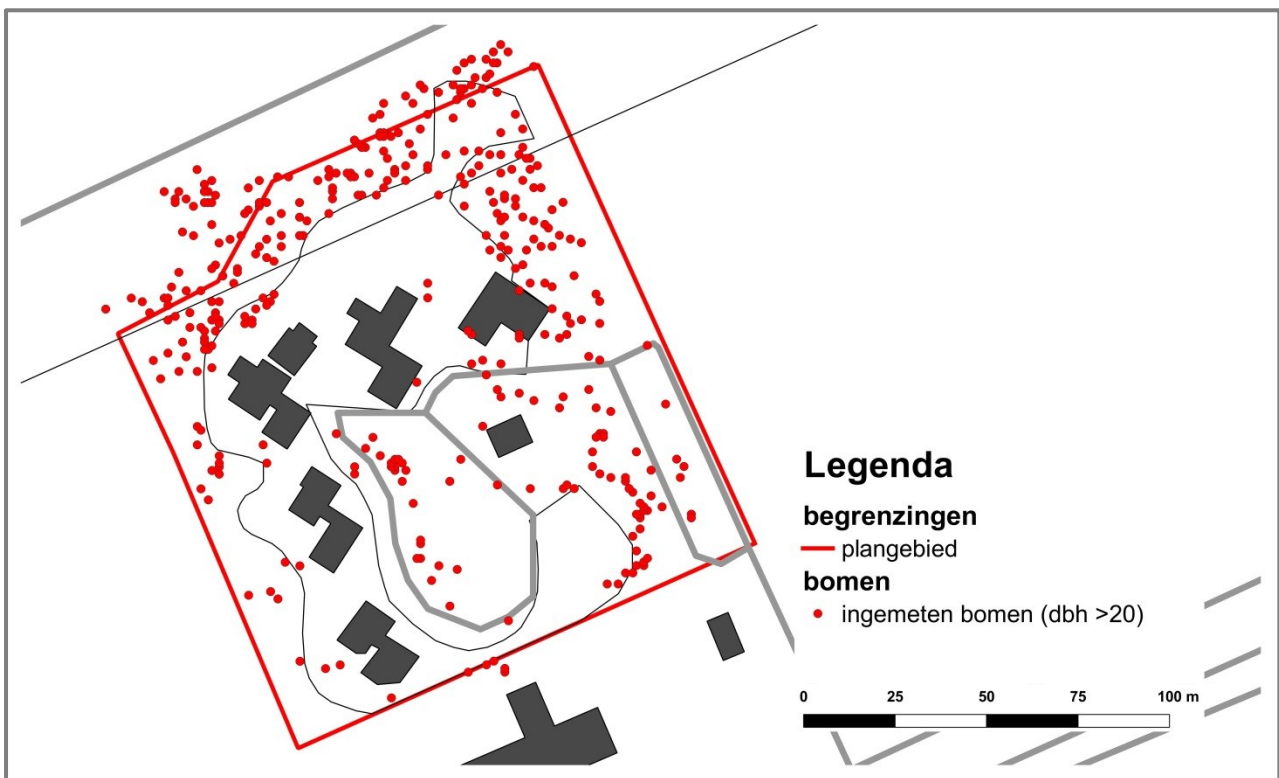 Legenda
begrenzingen
plangebied
bomen
ingemeten bomen (dbh >20)
0 25 50 75 100 m